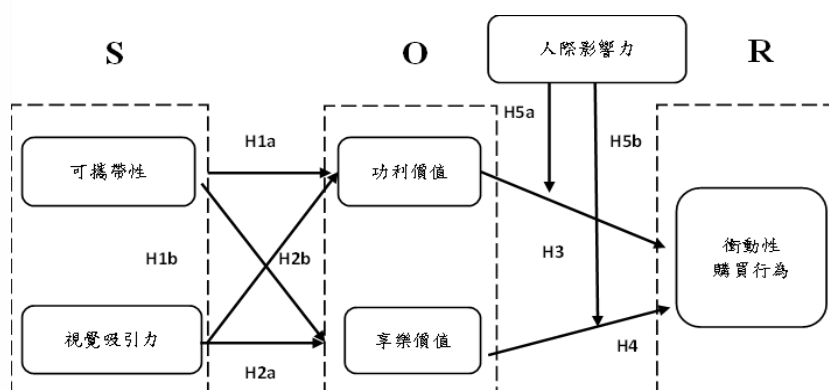 S
O
R
人際影響力
H5a
H5b
H1a
可攜帶性
功利價值
H1b
H2b
H3
衝動性
購買行為
視覺吸引力
享樂價值
H2a
H4